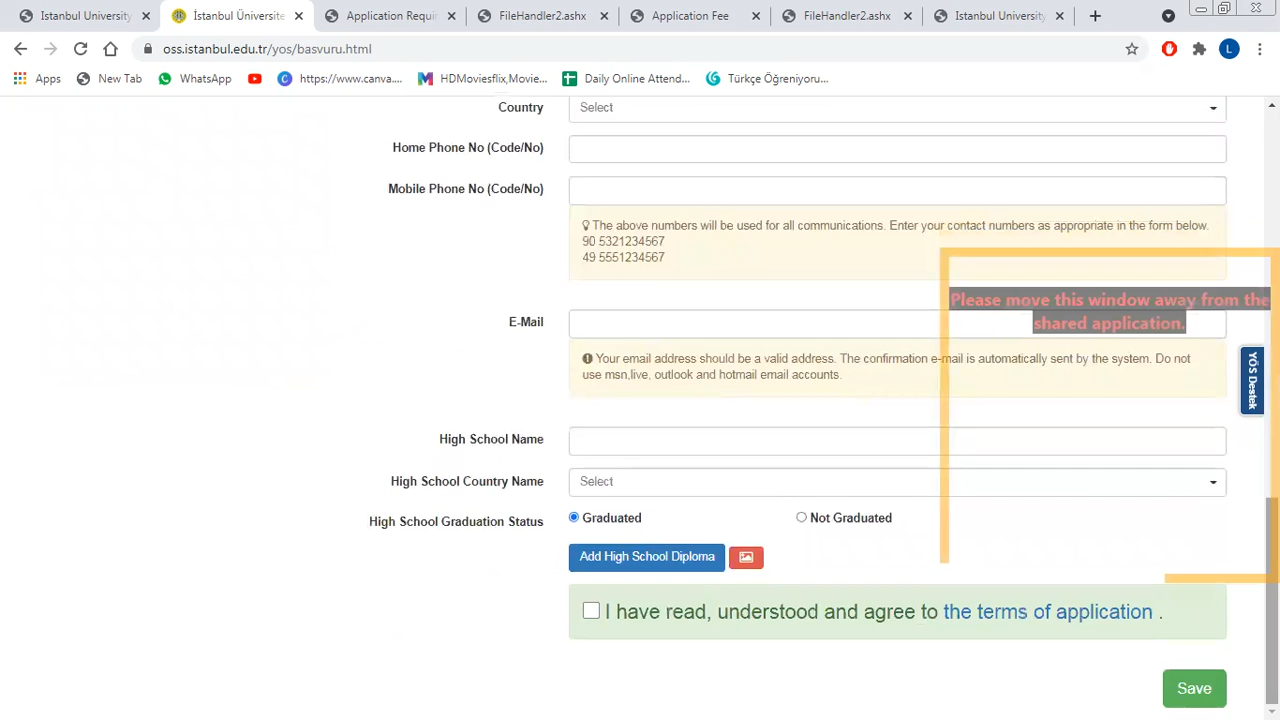 Istanbul University
İstanbul Üniversite
Application Requir
FileHandler2.ashx
Application Fee
FileHandler2.ashx
Istanbul University
oss.istanbul.edu.tr/yos/basvuru.html
L
Apps
New Tab
WhatsApp
https://www.canva....
HDMoviesflix,Movie...
Daily Online Attend...
Türkçe Öğreniyoru...
Country
Select
Home Phone No (Code/No)
Mobile Phone No (Code/No)
The above numbers will be used for all communications. Enter your contact numbers as appropriate in the form below.
90 5321234567
49 5551234567
Please move this window away from the
shared application.
E-Mail
Your email address should be a valid address. The confirmation e-mail is automatically sent by the system. Do not
use msn,live, outlook and hotmail email accounts.
YÖS Destek
High School Name
High School Country Name
Select
High School Graduation Status
Graduated
Not Graduated
Add High School Diploma
I have read, understood and agree to the terms of application .
Save